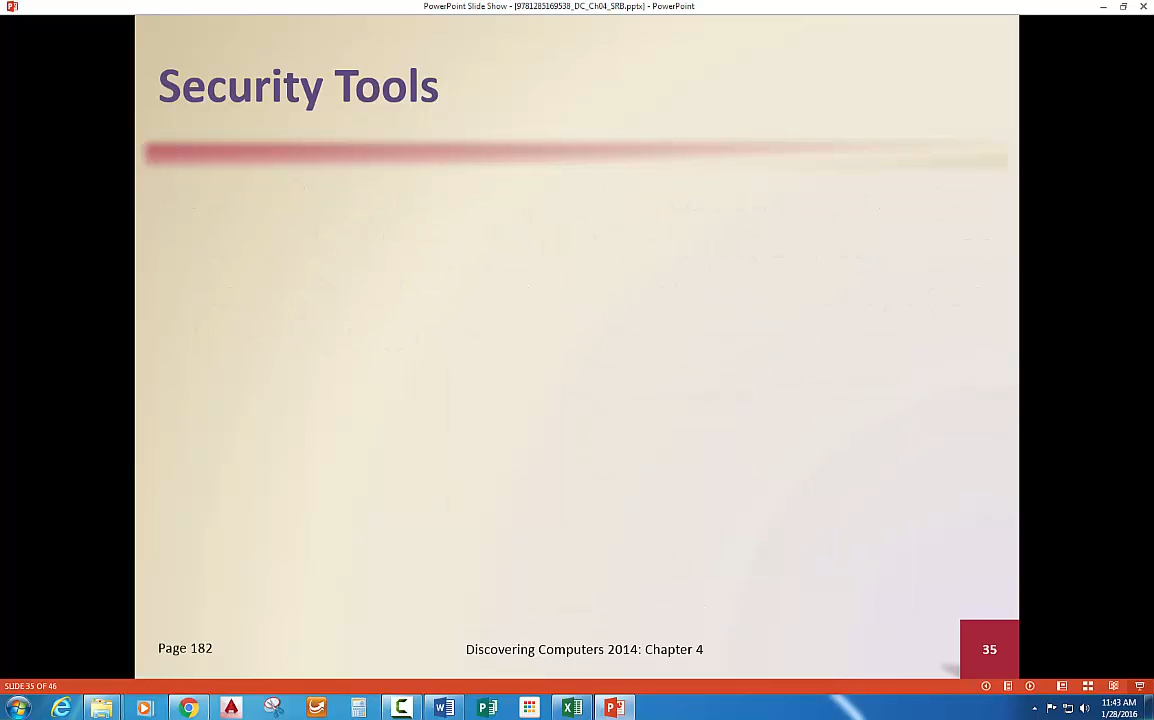 PowerPoint Slide Show - [9781285169538_DC_Ch04_SRB.pptx] - PowerPoint
Security Tools
Page 182
Discovering Computers 2014: Chapter 4
35
SLIDE 35 OF 46
11:43 AM
1/28/2016